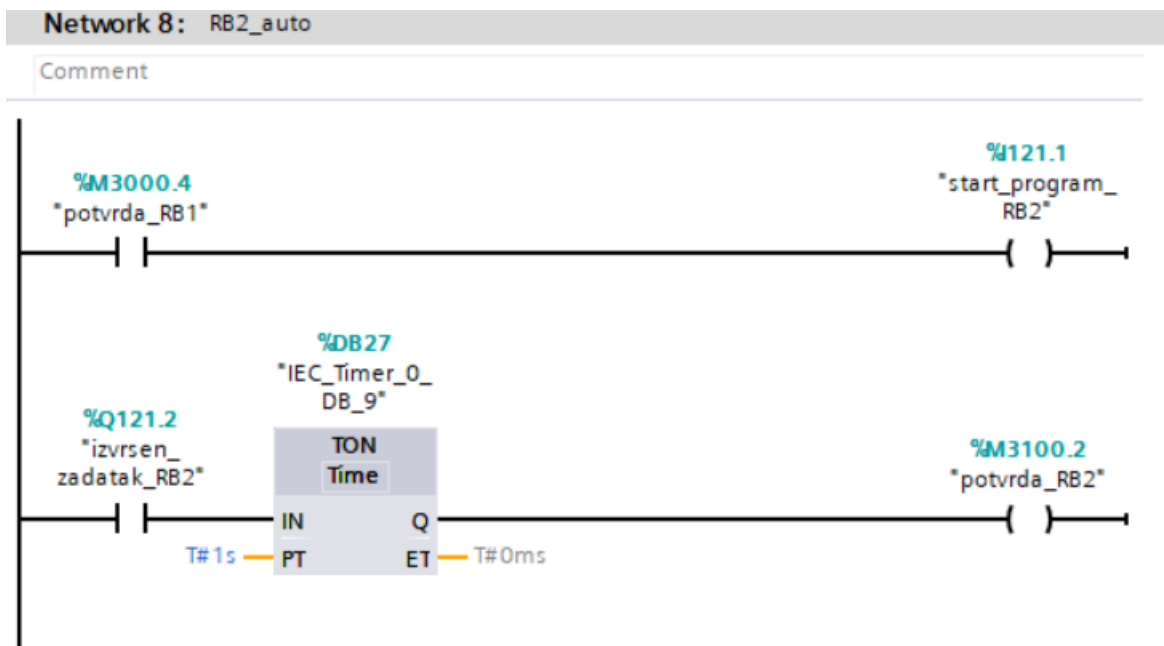 Network 8: RB2_auto
Comment
%M3000.4
"potvrda_RB1"
%I121.1
"start_program_
RB2"
%DB27
"IEC_Timer_0_
DB_9"
%Q121.2
"izvrsen_
zadatak_RB2"
TON
Time
IN
Q
T#1s
PT
ET
T#0ms
%M3100.2
"potvrda_RB2"